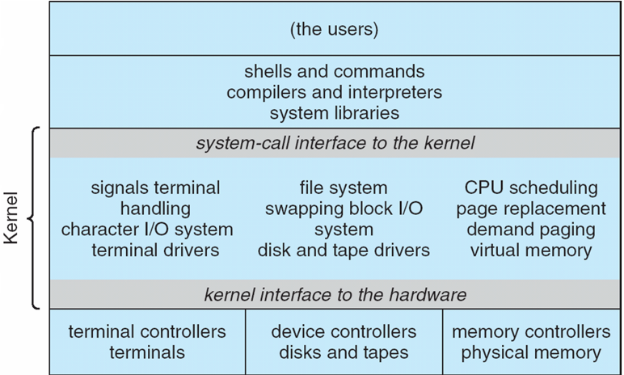 (the users)
shells and commands
compilers and interpreters
system libraries
system-call interface to the kernel
Kernel
signals terminal
handling
character I/O system
terminal drivers
file system
swapping block I/O
system
disk and tape drivers
CPU scheduling
page replacement
demand paging
virtual memory
kernel interface to the hardware
terminal controllers
terminals
device controllers
disks and tapes
memory controllers
physical memory